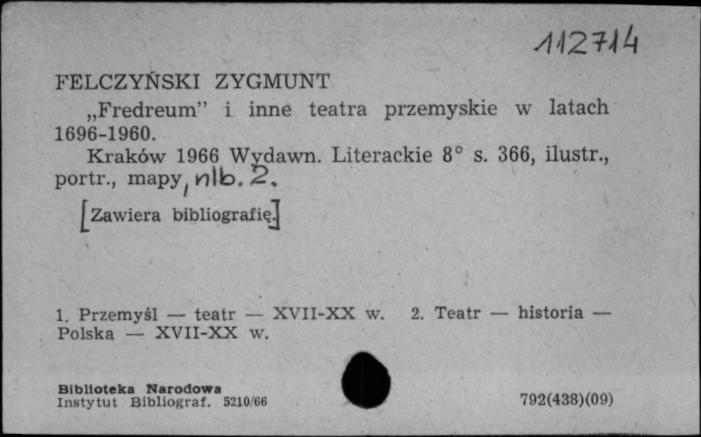 112714
FELCZYŃSKI ZYGMUNT
„Fredreum” i inne teatra przemyskie w latach
1696-1960.
Kraków 1966 Wydawn. Literackie 8° s. 366, ilustr.,
portr., mapy, nlb. 2.
[Zawiera bibliografię.]
1. Przemyśl — teatr — XVII-XX w. 2. Teatr — historia —
Polska — XVII-XX w.
Biblioteka Narodowa
Instytut Bibliograf. 5210/66
792(438)(09)